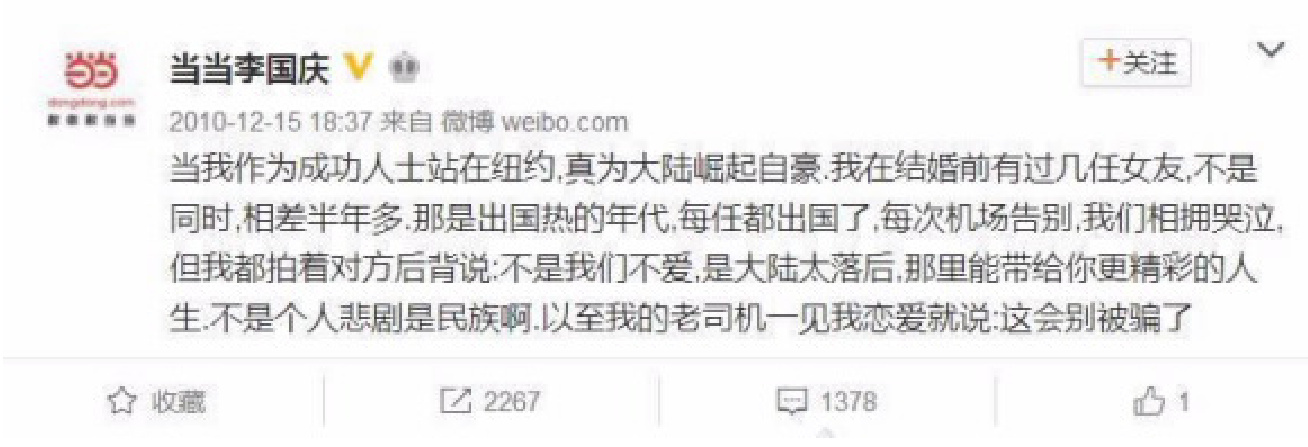 当当李国庆
+关注
dangdang.com
2010-12-15 18:37 来自 微博 weibo.com
当我作为成功人士站在纽约,真为大陆崛起自豪.我在结婚前有过几任女友,不是
同时,相差半年多.那是出国热的年代,每任都出国了,每次机场告别,我们相拥哭泣,
但我都拍着对方后背说:不是我们不爱,是大陆太落后,那里能带给你更精彩的人
生.不是个人悲剧是民族啊.以至我的老司机一见我恋爱就说:这会别被骗了
收藏
2267
1378
1